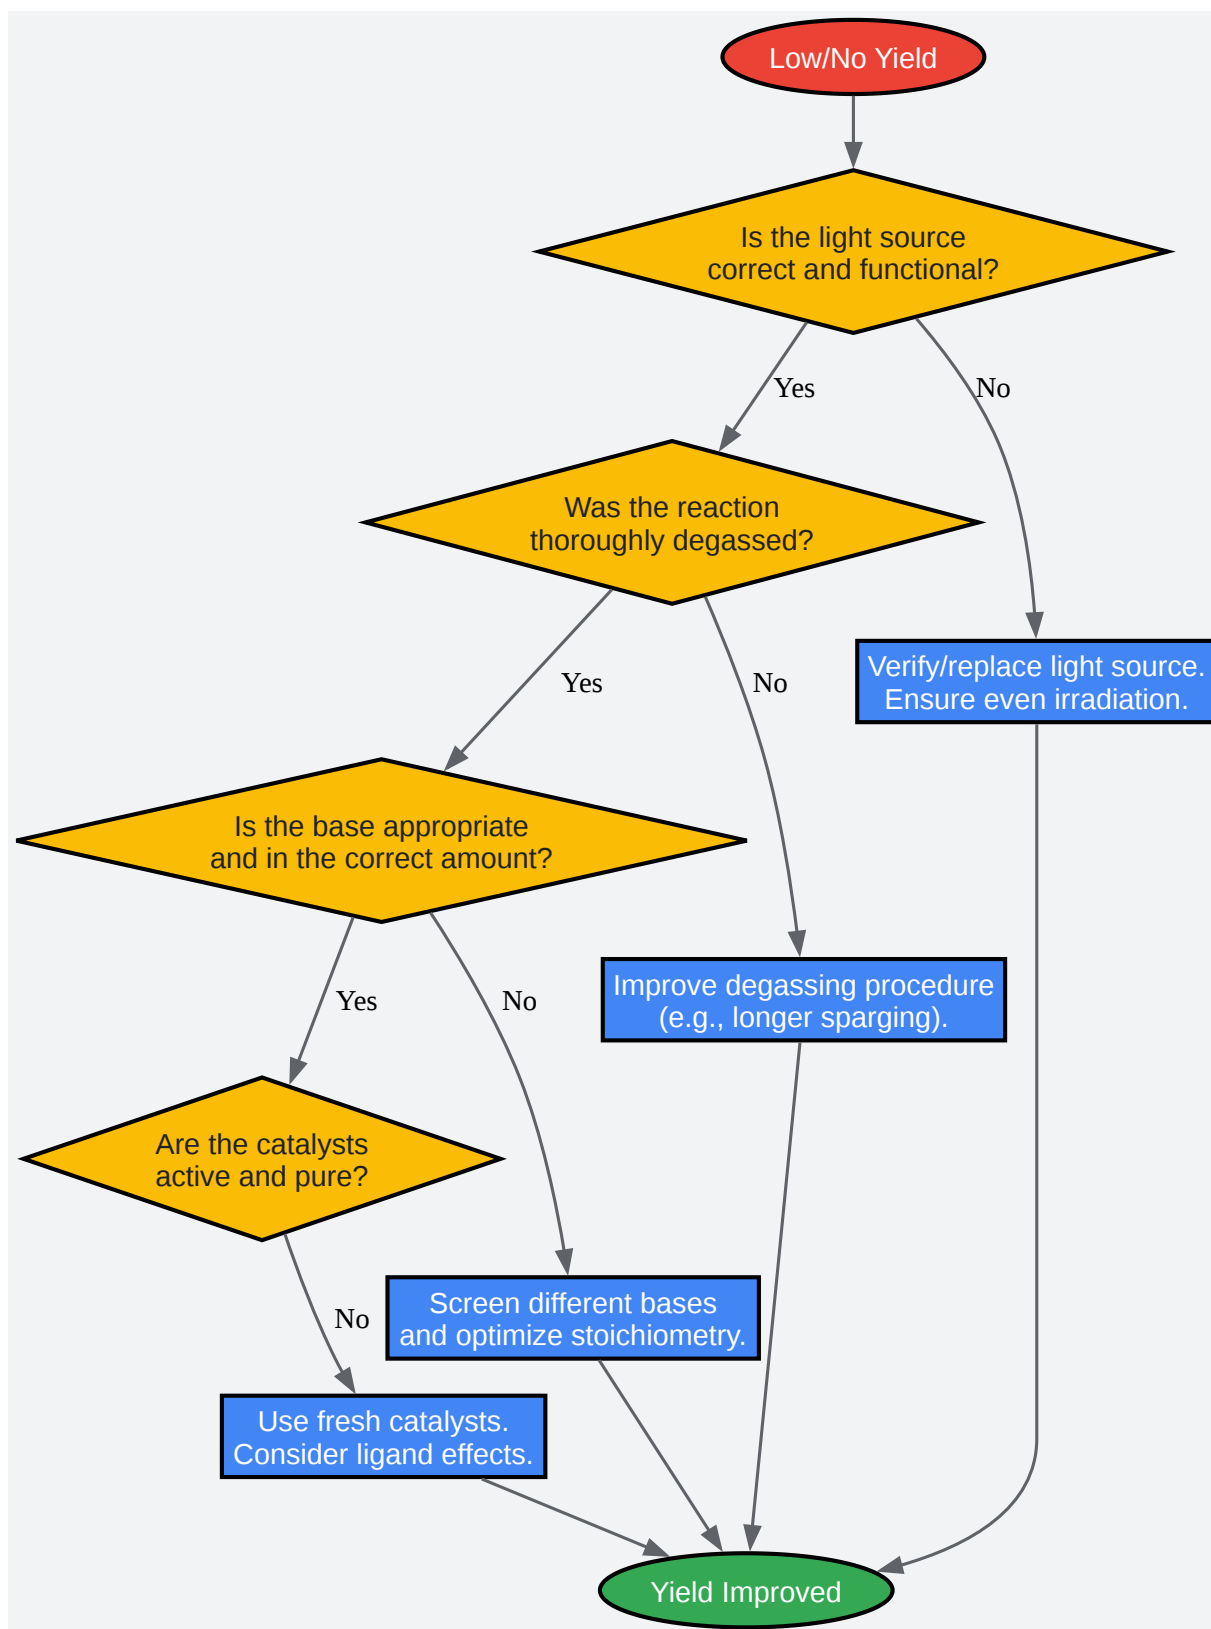 Low/No Yield
Is the light source
correct and functional?
Yes
No
Was the reaction
thoroughly degassed?
Verify/replace light source.
Ensure even irradiation.
Yes
No
Is the base appropriate
and in the correct amount?
Improve degassing procedure
(e.g., longer sparging).
Yes
No
Are the catalysts
active and pure?
Screen different bases
and optimize stoichiometry.
No
Use fresh catalysts.
Consider ligand effects.
Yield Improved